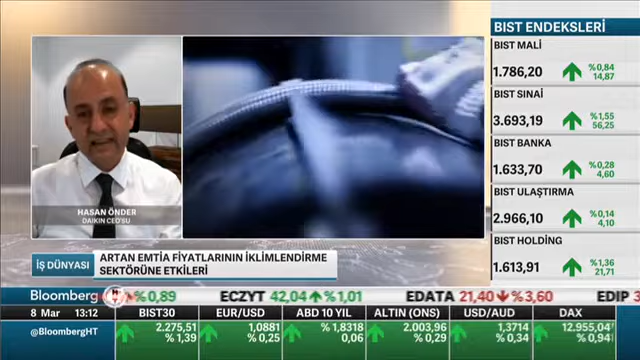 HASAN ÖNDER
DAIKIN CEO'SU
İŞ DÜNYASI
ARTAN EMTİA FİYATLARININ İKLİMLENDİRME
SEKTÖRÜNE ETKİLERİ
BIST ENDEKSLERİ
BIST MALİ
1.786,20 %0,84
14,87
BIST SINAİ
3.693,19 %1,55
56,25
BIST BANKA
1.633,70 %0,28
4,60
BIST ULAŞTIRMA
2.966,10 %0,14
4,10
BIST HOLDİNG
1.613,91 %1,36
21,71
Bloomberg HT %0,89 ECZYT 42,04 %1,01 EDATA 21,40 %3,60 EDIP
8 Mar 13:12 BIST30 EUR/USD ABD 10 YIL ALTIN (ONS) USD/AUD DAX
@BloombergHT 2.275,51 1,0881 %1,8318 2.003,96 1,3714 12.955,04
%1,39 %0,25 0,06 %0,29 %0,34 %0,94